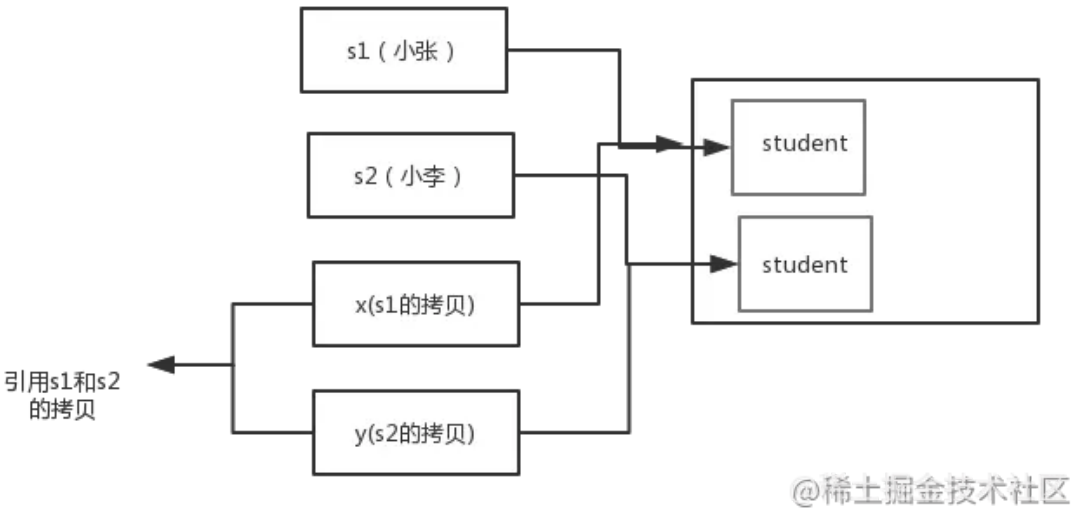 s1（小张）
student
s2（小李）
student
x(s1的拷贝)
引用s1和s2
的拷贝
y(s2的拷贝)
@稀土掘金技术社区